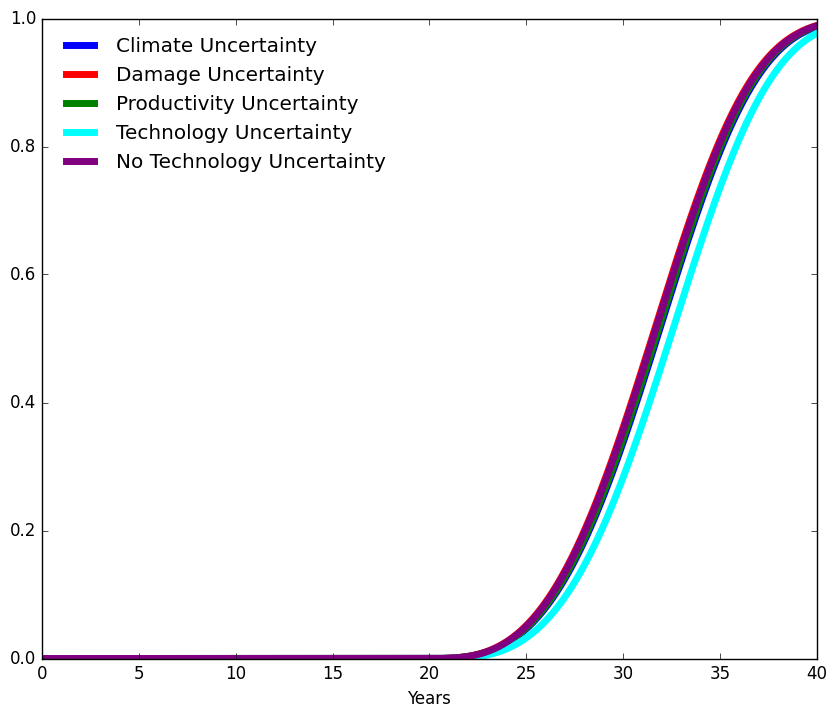 1.0
Climate Uncertainty
Damage Uncertainty
Productivity Uncertainty
Technology Uncertainty
No Technology Uncertainty
0.8
0.6
0.4
0.2
0.0
0 5 10 15 20 25 30 35 40
Years